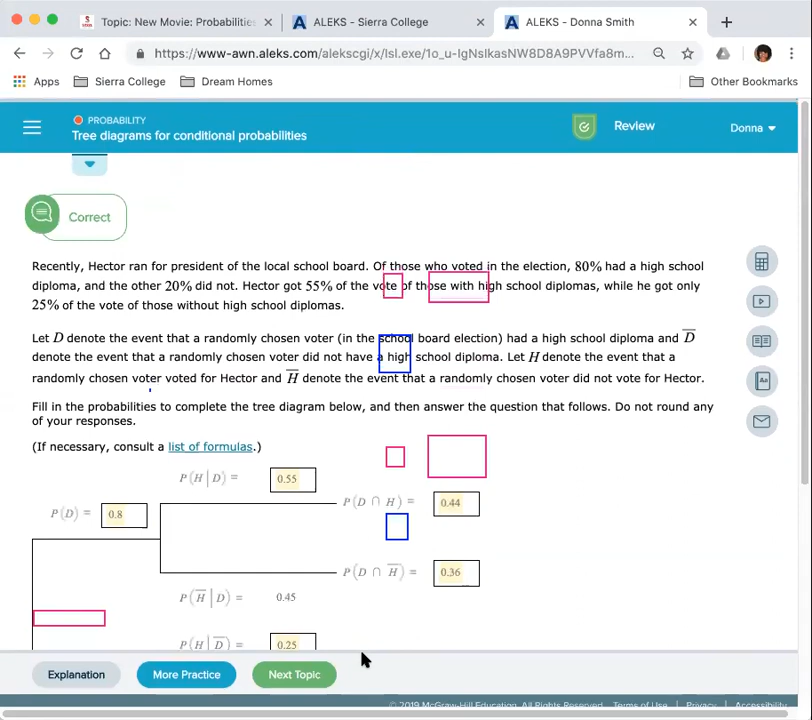 Topic: New Movie: Probabilities
ALEKS - Sierra College
ALEKS - Donna Smith
https://www-awn.aleks.com/alekscgi/x/Isl.exe/1o_u-IgNslkasNW8D8A9PVVfa8m...
Apps
Sierra College
Dream Homes
Other Bookmarks
PROBABILITY
Tree diagrams for conditional probabilities
Review
Donna
Correct
Recently, Hector ran for president of the local school board. Of those who voted in the election, 80% had a high school
diploma, and the other 20% did not. Hector got 55% of the vote of those with high school diplomas, while he got only
25% of the vote of those without high school diplomas.
Let D denote the event that a randomly chosen voter (in the school board election) had a high school diploma and D̅
denote the event that a randomly chosen voter did not have a high school diploma. Let H denote the event that a
randomly chosen voter voted for Hector and H̅ denote the event that a randomly chosen voter did not vote for Hector.
Fill in the probabilities to complete the tree diagram below, and then answer the question that follows. Do not round any
of your responses.
(If necessary, consult a list of formulas.)
P(H|D) = 0.55
P(D ∩ H) = 0.44
P(D) = 0.8
P(D ∩ H̅) = 0.36
P(H̅|D) = 0.45
P(H|D̅) = 0.25
Explanation
More Practice
Next Topic
© 2019 McGraw-Hill Education. All Rights Reserved. Terms of Use | Privacy | Accessibility
Aa